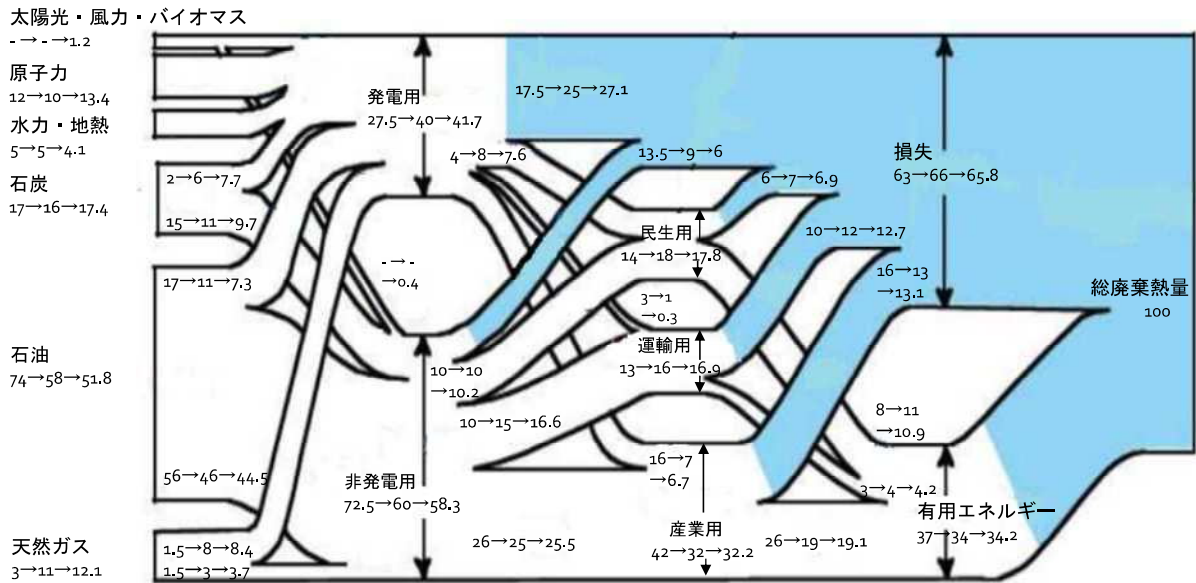 太陽光・風力・バイオマス
- → - →1.2
原子力
12→10→13.4
水力・地熱
5→5→4.1
石炭
17→16→17.4
石油
74→58→51.8
天然ガス
3→11→12.1
2→6→7.7
15→11→9.7
17→11→7.3
56→46→44.5
1.5→8→8.4
1.5→3→3.7
発電用
27.5→40→41.7
- → -
→0.4
非発電用
72.5→60→58.3
17.5→25→27.1
4→8→7.6
13.5→9→6
10→10
→10.2
10→15→16.6
26→25→25.5
民生用
14→18→17.8
3→1
→0.3
運輸用
13→16→16.9
16→7
→6.7
産業用
42→32→32.2
6→7→6.9
10→12→12.7
16→13
→13.1
8→11
→10.9
3→4→4.2
26→19→19.1
損失
63→66→65.8
有用エネルギー
37→34→34.2
総廃棄熱量
100